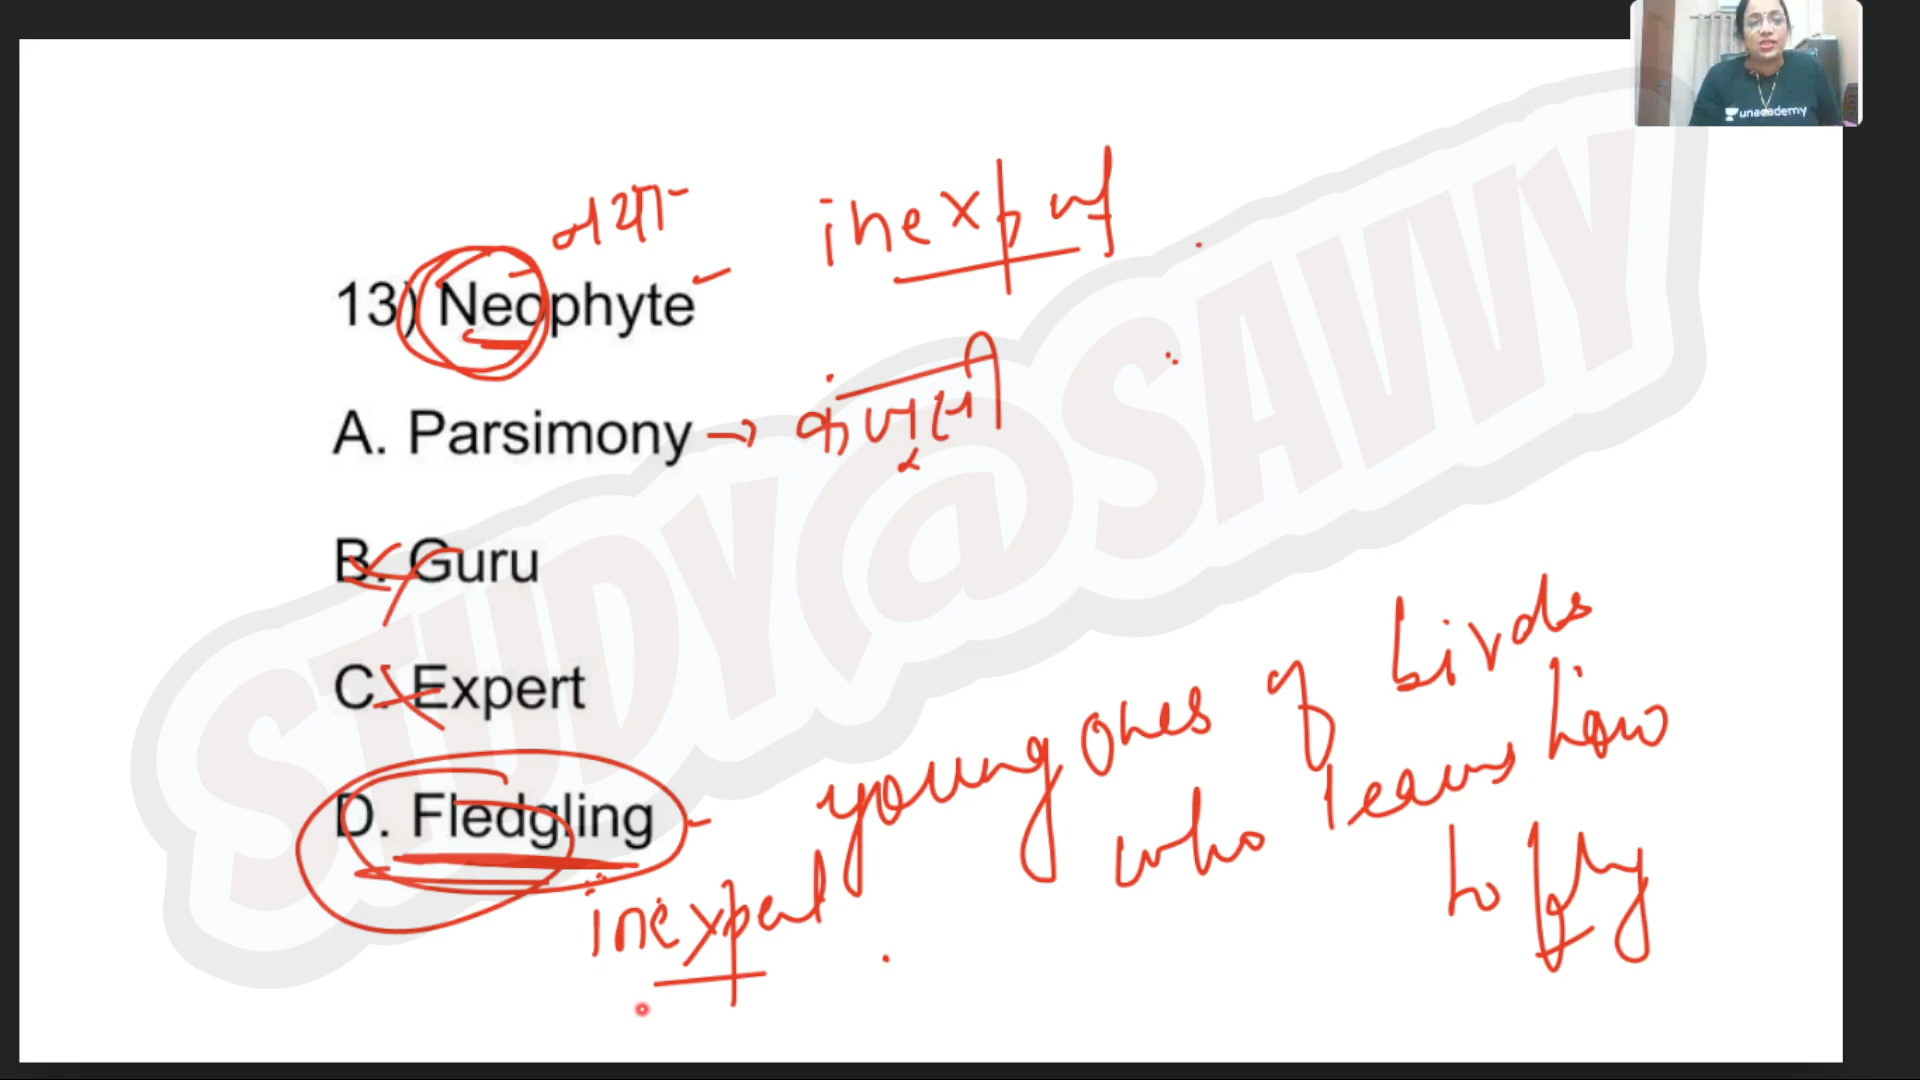 unacademy
नया
inexpert
13) Neophyte
A. Parsimony → कंजूसी
B. Guru
C. Expert
D. Fledgling - young ones of birds
who learns how
to fly
inexpert
STUDY@SAVVY